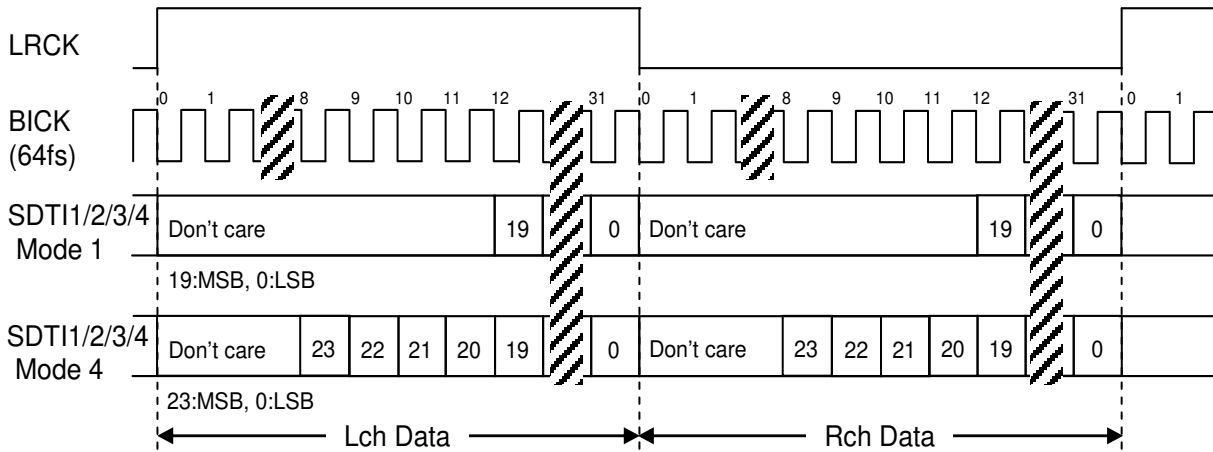 LRCK
0 1 8 9 10 11 12 31 0 1 8 9 10 11 12 31 0 1
BICK
(64fs)
SDTI1/2/3/4
Mode 1
Don't care 19 0 Don't care 19 0
19:MSB, 0:LSB
SDTI1/2/3/4
Mode 4
Don't care 23 22 21 20 19 0 Don't care 23 22 21 20 19 0
23:MSB, 0:LSB
Lch Data Rch Data